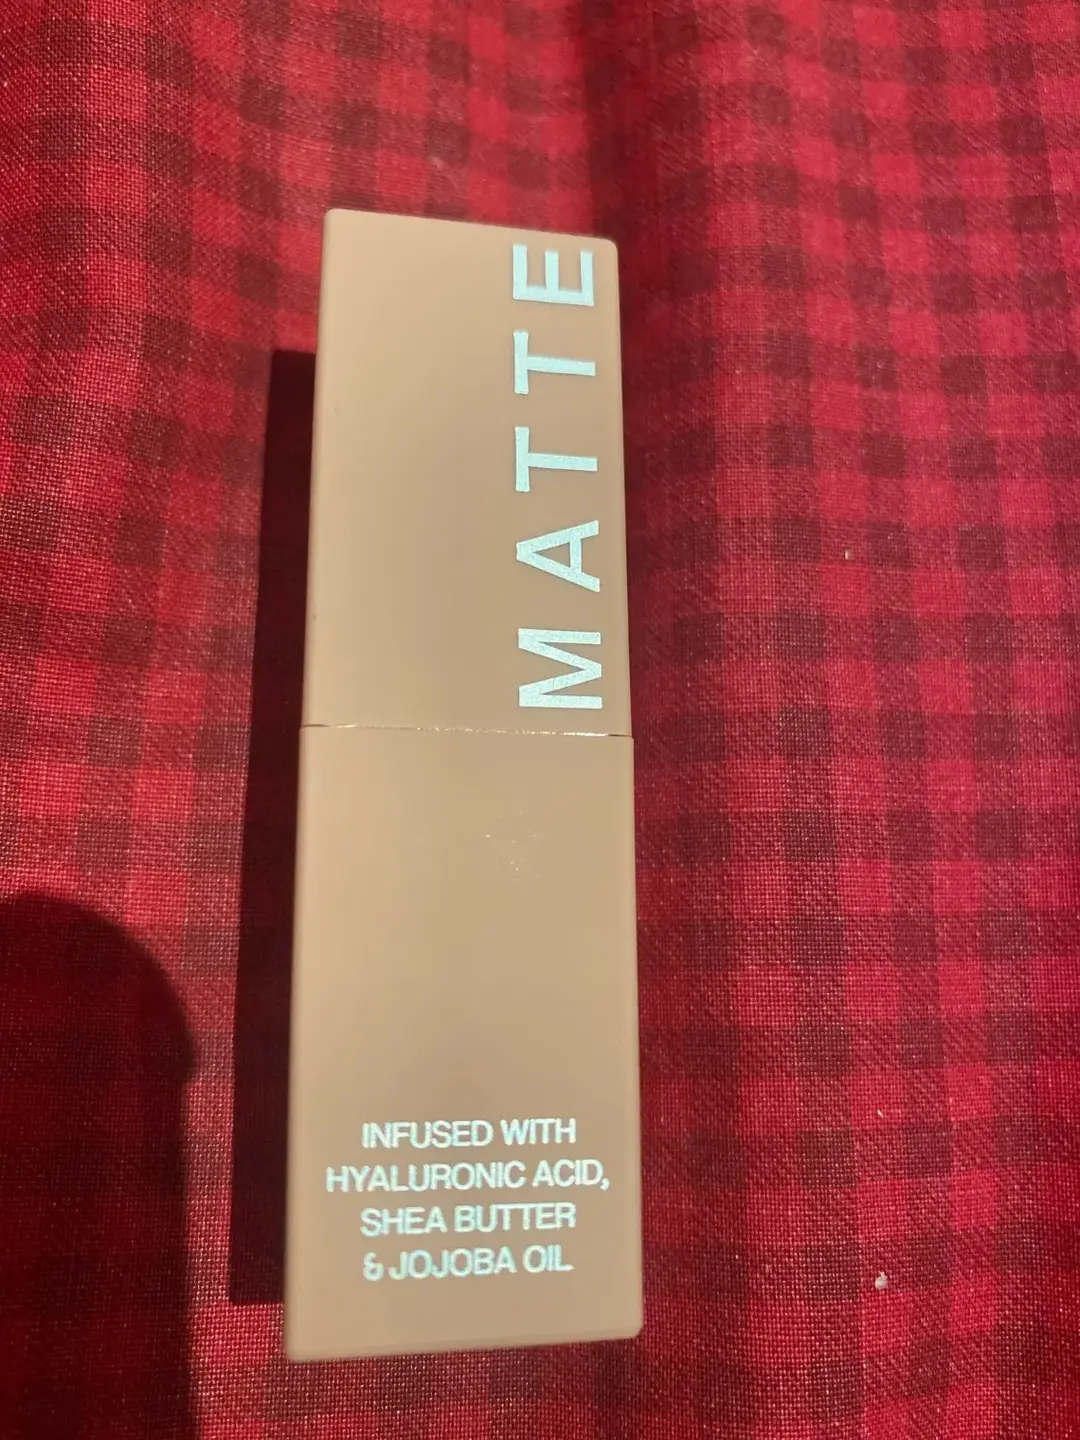 MATTE
INFUSED WITH
HYALURONIC ACID,
SHEA BUTTER
& JOJOBA OIL